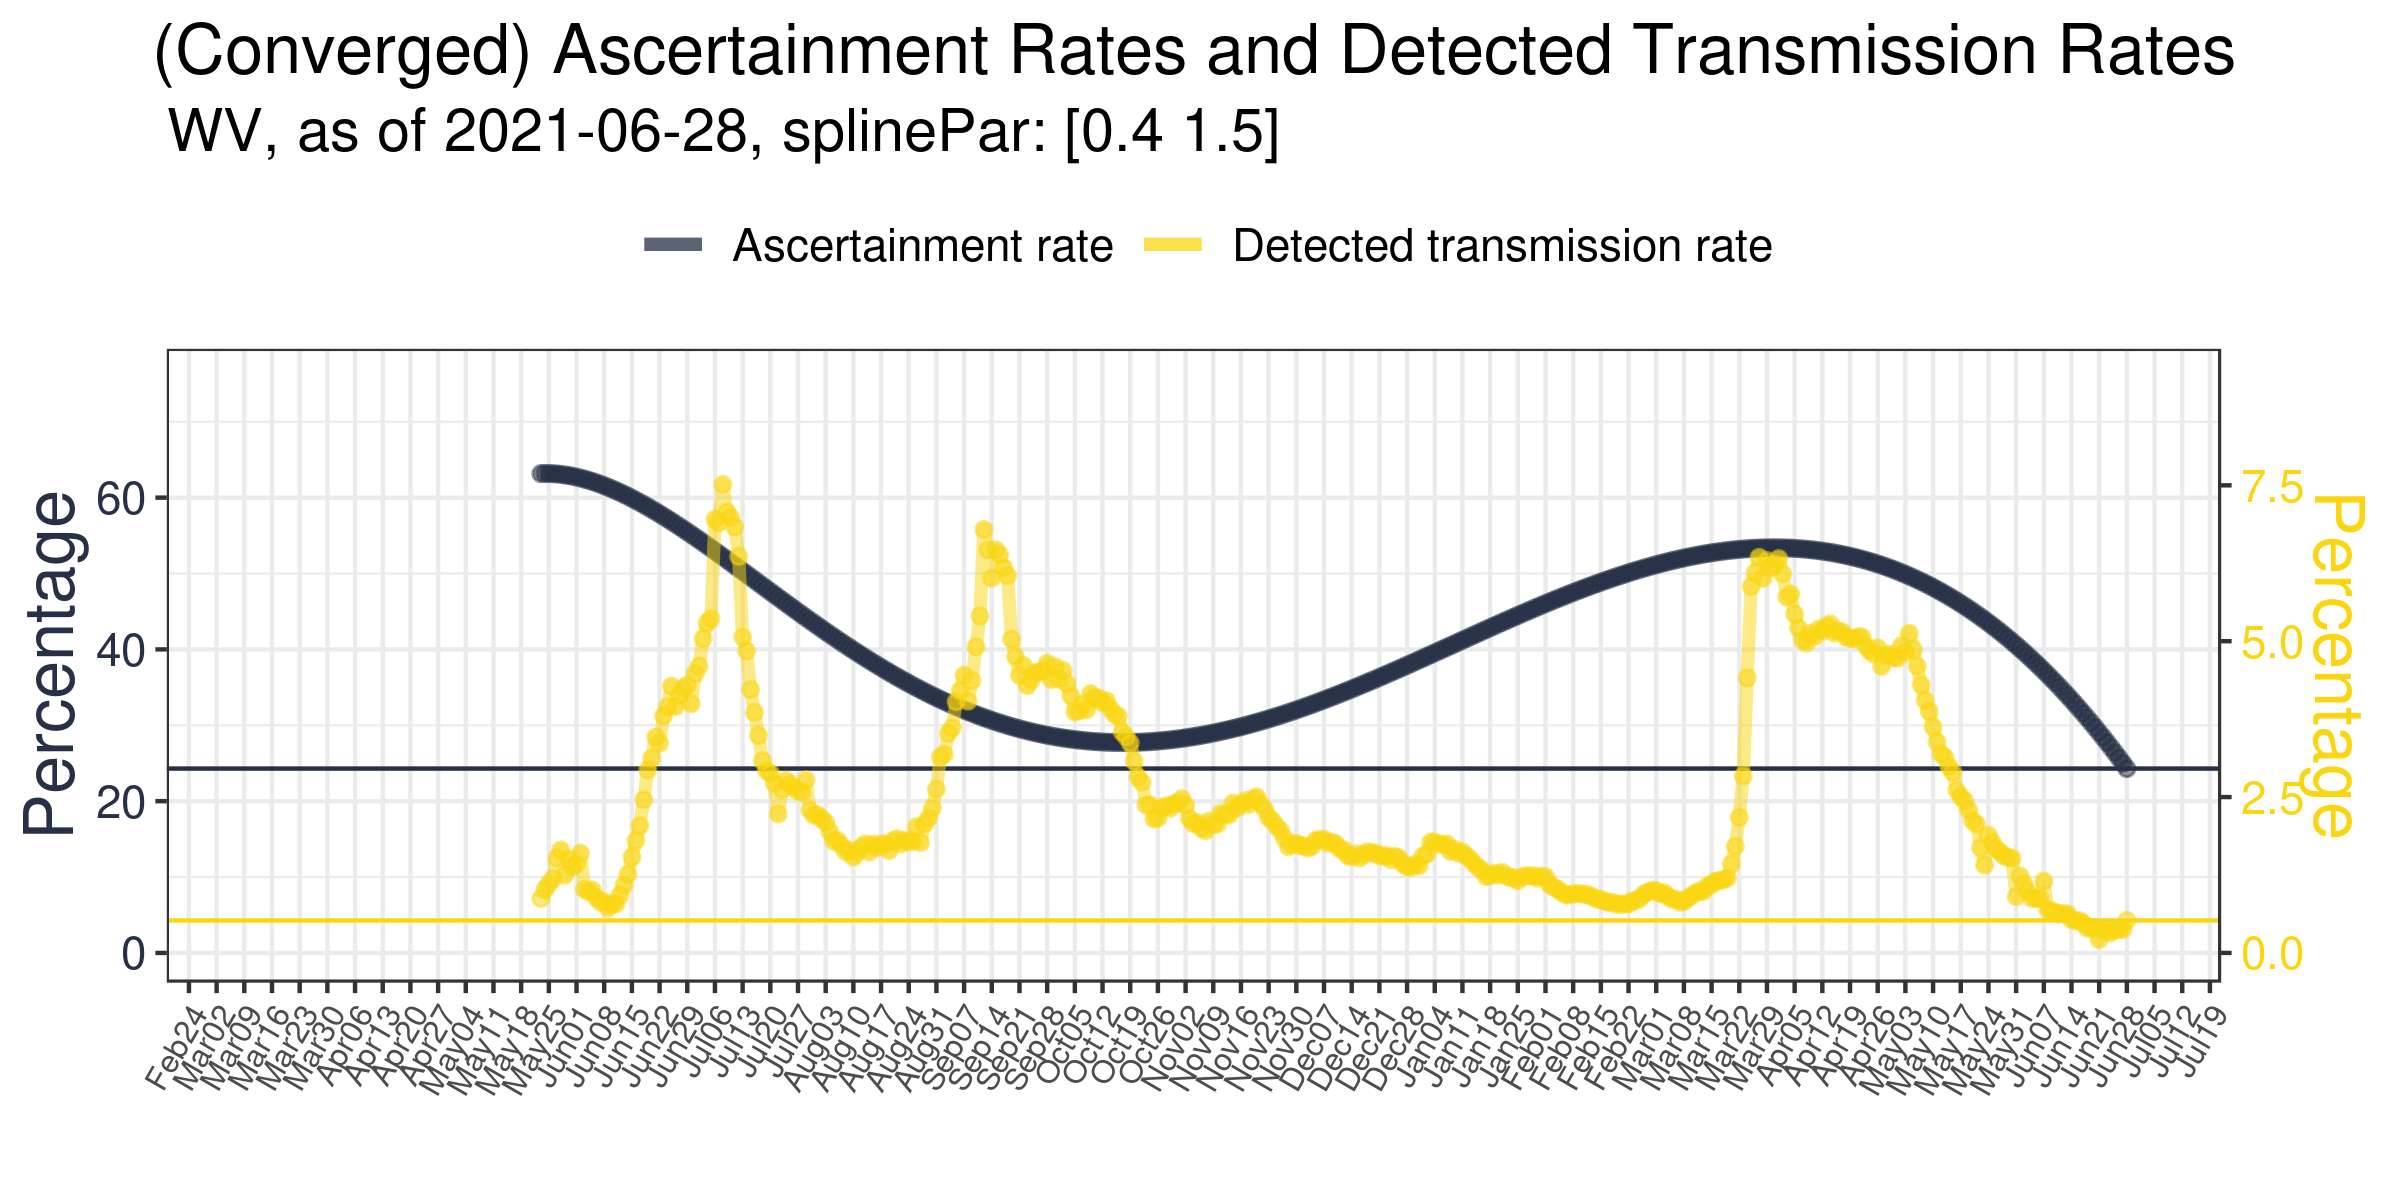 (Converged) Ascertainment Rates and Detected Transmission Rates
WV, as of 2021-06-28, splinePar: [0.4 1.5]
Ascertainment rate Detected transmission rate
Percentage
60
40
20
0
7.5
5.0
2.5
0.0
Percentage
Feb24 Mar02 Mar09 Mar16 Mar23 Mar30 Apr06 Apr13 Apr20 Apr27 May04 May11 May18 May25 Jun01 Jun08 Jun15 Jun22 Jun29 Jul06 Jul13 Jul20 Jul27 Aug03 Aug10 Aug17 Aug24 Aug31 Sep07 Sep14 Sep21 Sep28 Oct05 Oct12 Oct19 Oct26 Nov02 Nov09 Nov16 Nov23 Nov30 Dec07 Dec14 Dec21 Dec28 Jan04 Jan11 Jan18 Jan25 Feb01 Feb08 Feb15 Feb22 Mar01 Mar08 Mar15 Mar22 Mar29 Apr05 Apr12 Apr19 Apr26 May03 May10 May17 May24 May31 Jun07 Jun14 Jun21 Jun28 Jul05 Jul12 Jul19